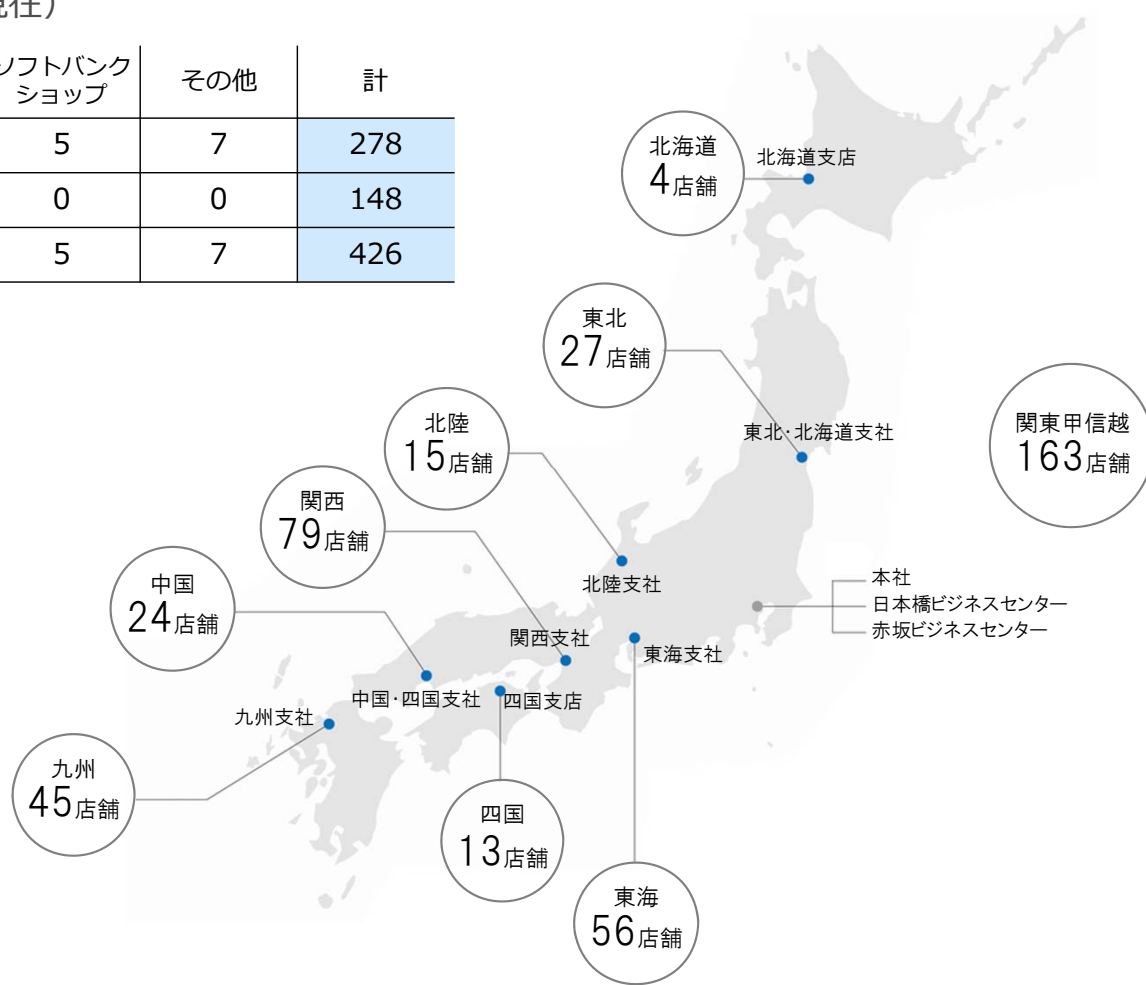 現在）
ソフトバンク
ショップ
その他
計
5
7
278
0
0
148
5
7
426
北海道
4店舗
北海道支店
東北
27店舗
東北・北海道支社
関東甲信越
163店舗
北陸
15店舗
北陸支社
関西
79店舗
関西支社
本社
日本橋ビジネスセンター
赤坂ビジネスセンター
中国
24店舗
中国・四国支社
四国支店
東海支社
九州支社
九州
45店舗
四国
13店舗
東海
56店舗